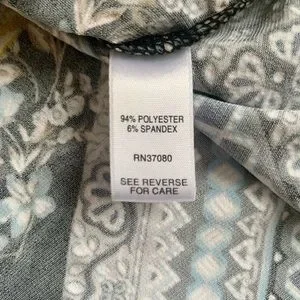 94% POLYESTER
6% SPANDEX
RN37080
SEE REVERSE
FOR CARE